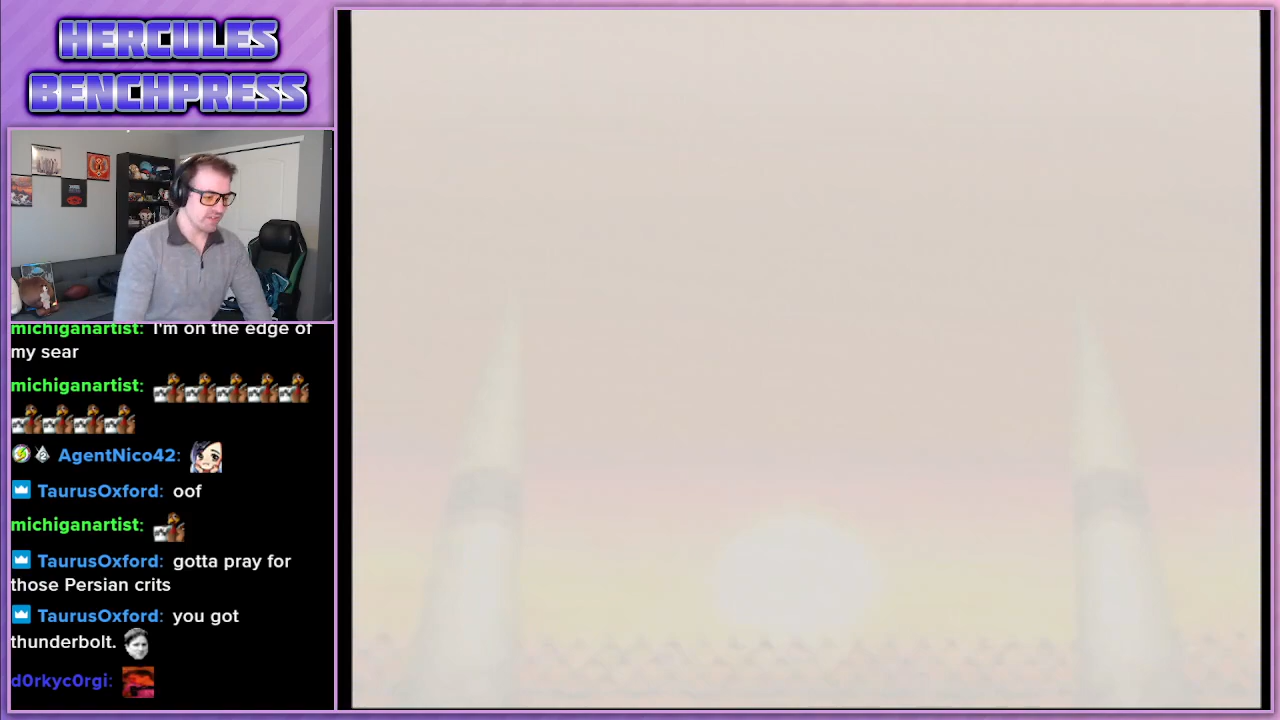 HERCULES
BENCHPRESS
michiganartist: I'm on the edge of
my sear
michiganartist:
AgentNico42:
TaurusOxford: oof
michiganartist:
TaurusOxford: gotta pray for
those Persian crits
TaurusOxford: you got
thunderbolt.
d0rkyc0rgi: